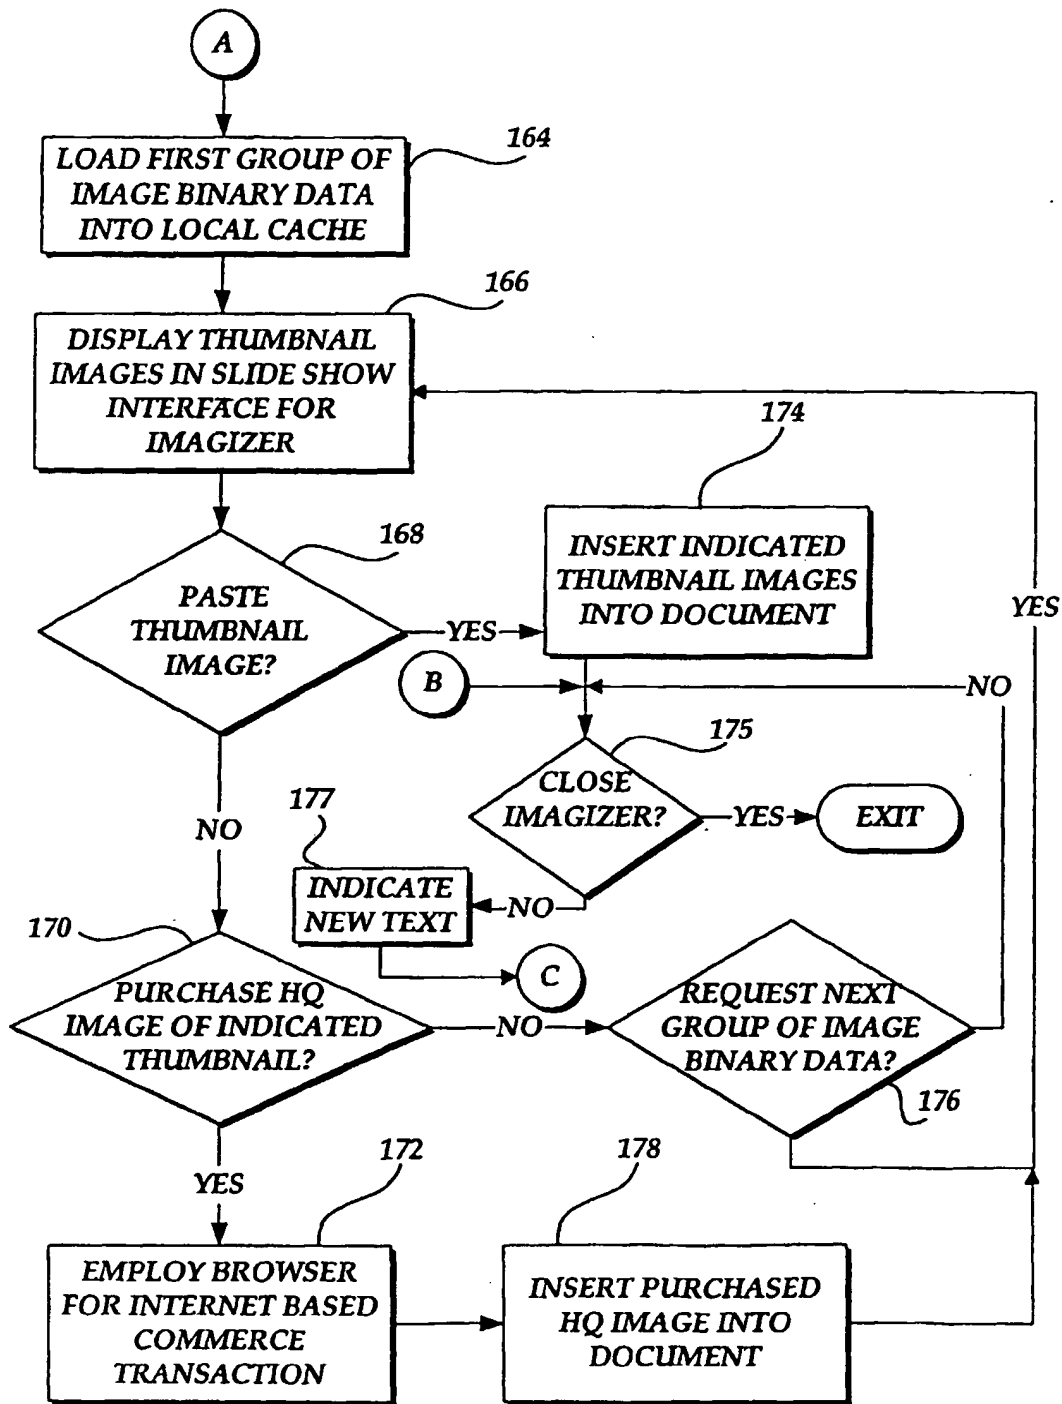 A
164
LOAD FIRST GROUP OF
IMAGE BINARY DATA
INTO LOCAL CACHE
166
DISPLAY THUMBNAIL
IMAGES IN SLIDE SHOW
INTERFACE FOR
IMAGIZER
174
168
INSERT INDICATED
THUMBNAIL IMAGES
INTO DOCUMENT
PASTE
THUMBNAIL
IMAGE?
YES
YES
B
NO
175
CLOSE
IMAGIZER?
YES
EXIT
177
NO
INDICATE
NEW TEXT
NO
170
C
PURCHASE HQ
IMAGE OF INDICATED
THUMBNAIL?
NO
REQUEST NEXT
GROUP OF IMAGE
BINARY DATA?
176
YES
172
178
EMPLOY BROWSER
FOR INTERNET BASED
COMMERCE
TRANSACTION
INSERT PURCHASED
HQ IMAGE INTO
DOCUMENT